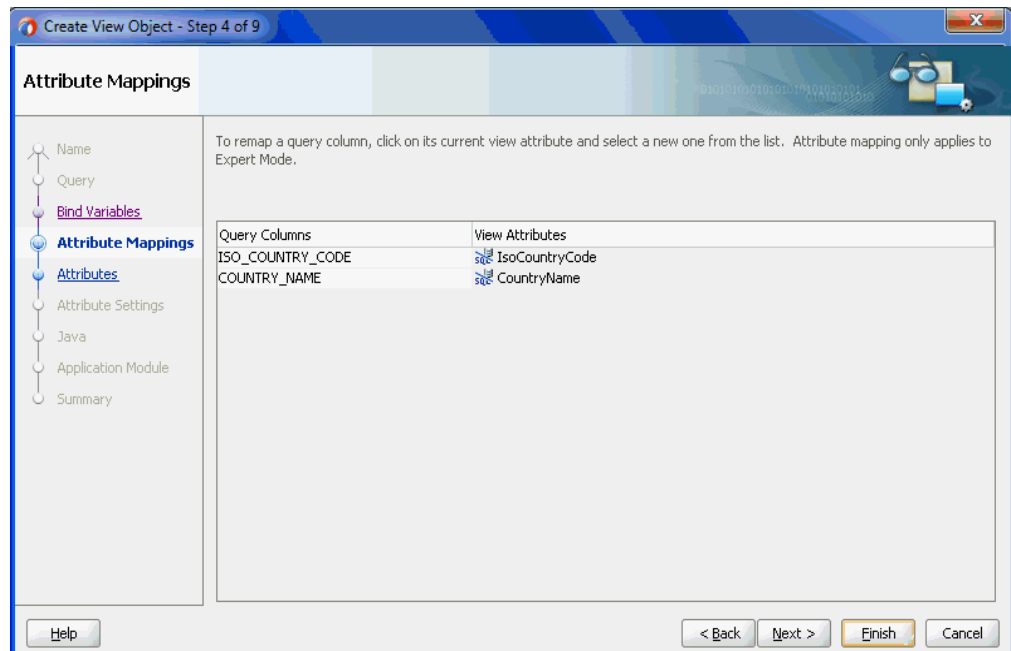 Create View Object - Step 4 of 9
Attribute Mappings
Name
Query
Bind Variables
Attribute Mappings
Attributes
Attribute Settings
Java
Application Module
Summary
To remap a query column, click on its current view attribute and select a new one from the list. Attribute mapping only applies to
Expert Mode.
Query Columns View Attributes
ISO_COUNTRY_CODE SQL IsoCountryCode
COUNTRY_NAME SQL CountryName
Help < Back Next > Finish Cancel